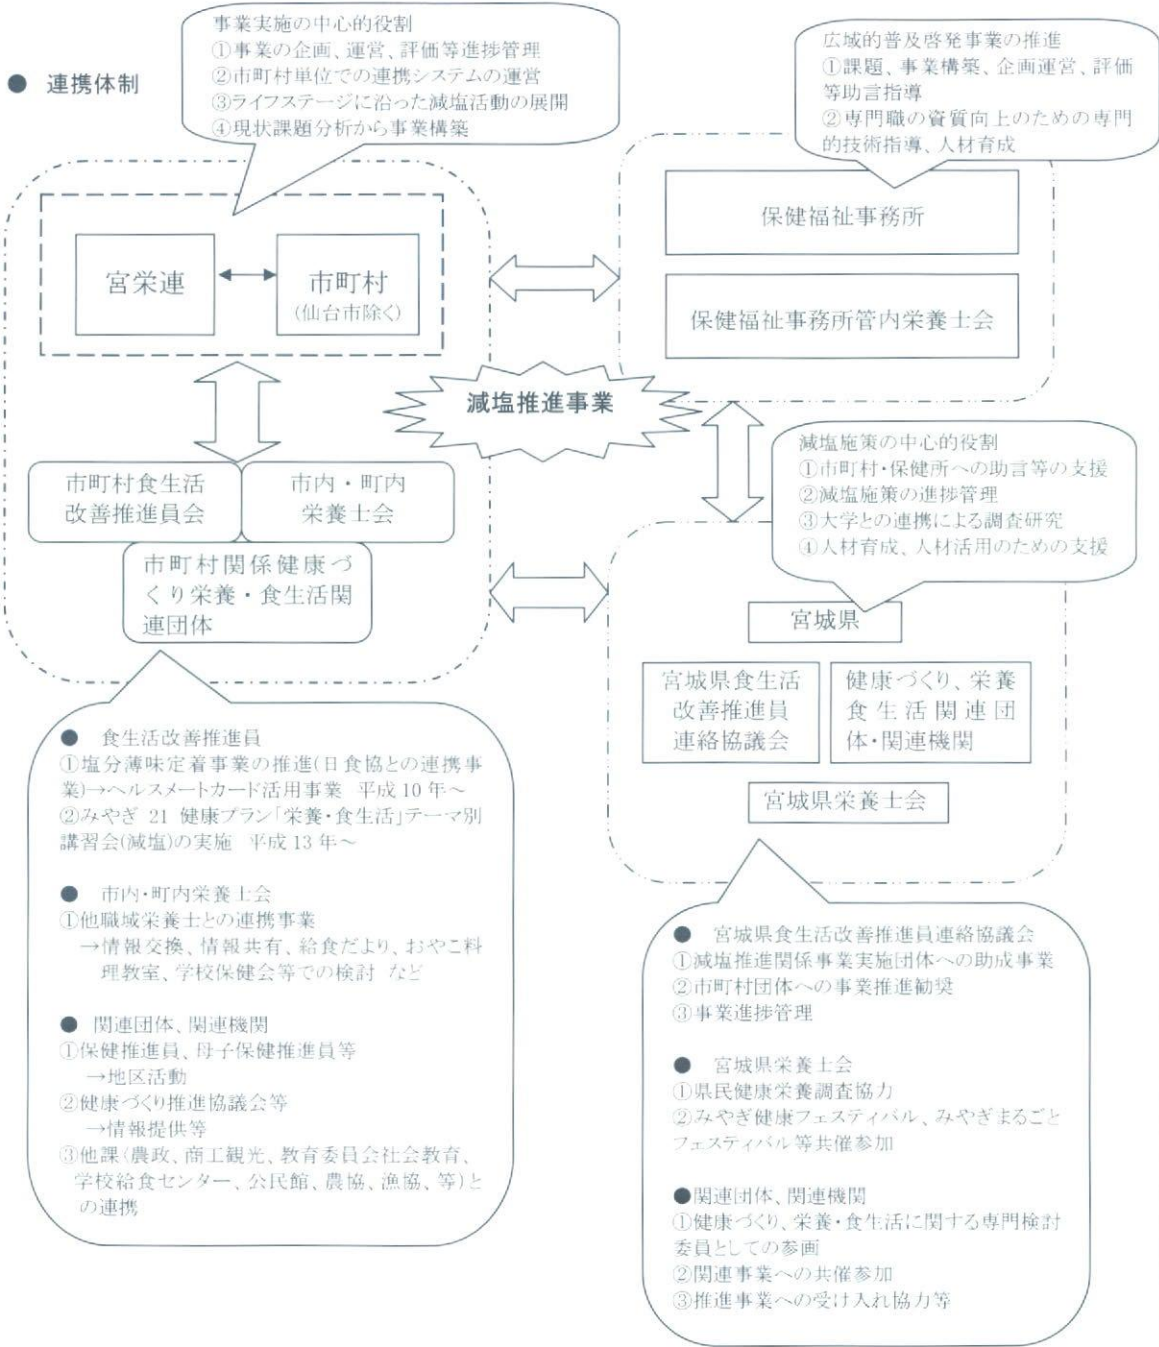 ● 連携体制
事業実施の中心的役割
①事業の企画、運営、評価等進捗管理
②市町村単位での連携システムの運営
③ライフステージに沿った減塩活動の展開
④現状課題分析から事業構築
広域的普及啓発事業の推進
①課題、事業構築、企画運営、評価
等助言指導
②専門職の資質向上のための専門
的技術指導、人材育成
宮栄連
市町村
(仙台市除く)
保健福祉事務所
保健福祉事務所管内栄養士会
減塩推進事業
市町村食生活
改善推進員会
市内・町内
栄養士会
市町村関係健康づ
くり栄養・食生活関
連団体
減塩施策の中心的役割
①市町村・保健所への助言等の支援
②減塩施策の進捗管理
③大学との連携による調査研究
④人材育成、人材活用のための支援
宮城県
宮城県食生活
改善推進員
連絡協議会
健康づくり、栄養
食生活関連団
体・関連機関
宮城県栄養士会
● 食生活改善推進員
①塩分薄味定着事業の推進(日食協との連携事
業)→ヘルスメートカード活用事業 平成10年～
②みやぎ 21 健康プラン「栄養・食生活」テーマ別
講習会(減塩)の実施 平成13年～
● 市内・町内栄養士会
①他職域栄養士との連携事業
→情報交換、情報共有、給食だより、おやこ料
理教室、学校保健会等での検討 など
● 関連団体、関連機関
①保健推進員、母子保健推進員等
→地区活動
②健康づくり推進協議会等
→情報提供等
③他課(農政、商工観光、教育委員会社会教育、
学校給食センター、公民館、農協、漁協、等)と
の連携
● 宮城県食生活改善推進員連絡協議会
①減塩推進関係事業実施団体への助成事業
②市町村団体への事業推進勧奨
③事業進捗管理
● 宮城県栄養士会
①県民健康栄養調査協力
②みやぎ健康フェスティバル、みやぎまるごと
フェスティバル等共催参加
●関連団体、関連機関
①健康づくり、栄養・食生活に関する専門検討
委員としての参画
②関連事業への共催参加
③推進事業への受け入れ協力等